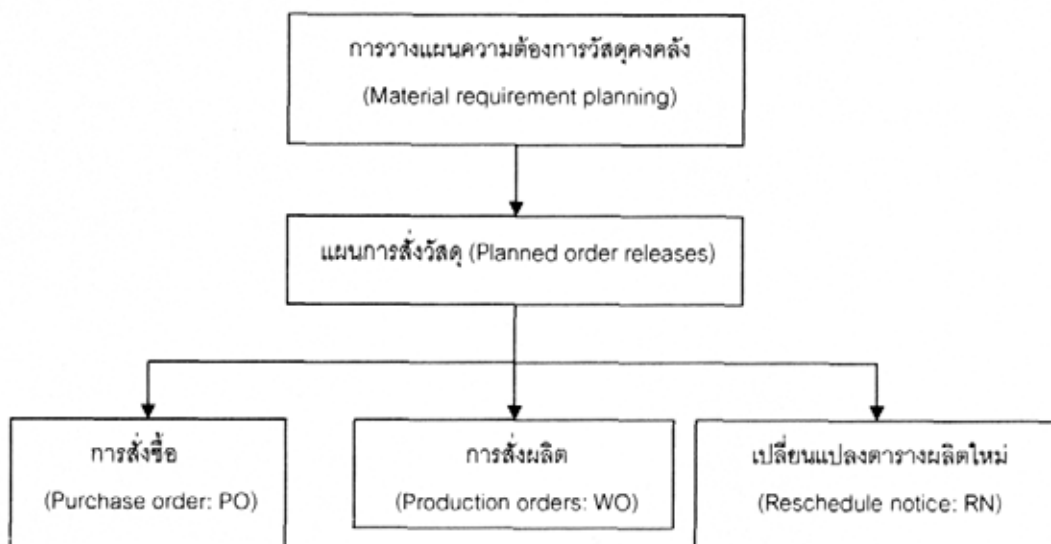 การวางแผนความต้องการวัสดุคงคลัง
(Material requirement planning)
แผนการสั่งวัสดุ (Planned order releases)
การสั่งซื้อ
(Purchase order: PO)
การสั่งผลิต
(Production orders: WO)
เปลี่ยนแปลงตารางผลิตใหม่
(Reschedule notice: RN)